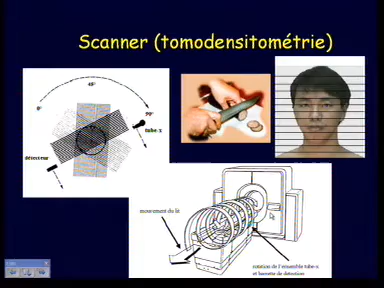 Scanner (tomodensitométrie)
45°
0°
90°
tube-x
détecteur
mouvement du lit
rotation de l'ensemble tube-x
et barrette de détection